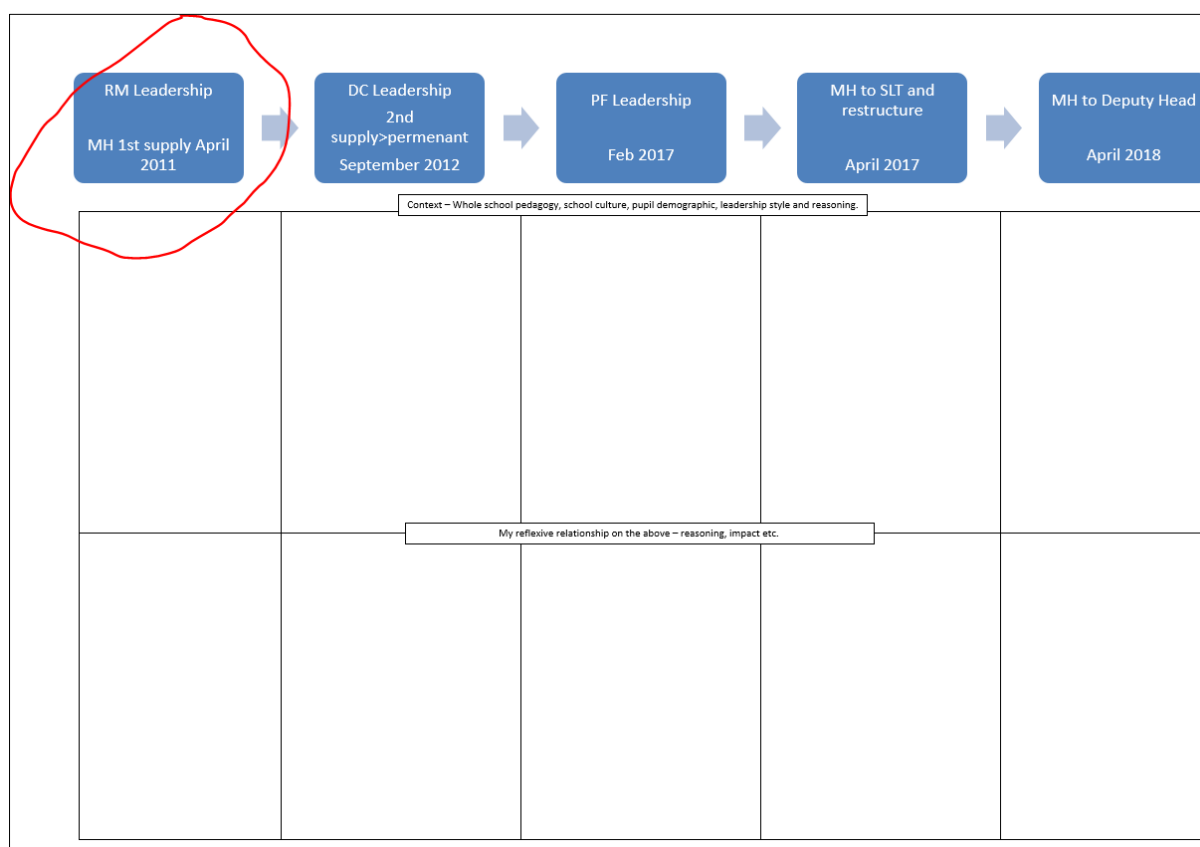 RM Leadership
MH 1st supply April
2011
DC Leadership
2nd
supply>permenant
September 2012
PF Leadership
Feb 2017
MH to SLT and
restructure
April 2017
MH to Deputy Head
April 2018
Context – Whole school pedagogy, school culture, pupil demographic, leadership style and reasoning.
My reflexive relationship on the above – reasoning, impact etc.